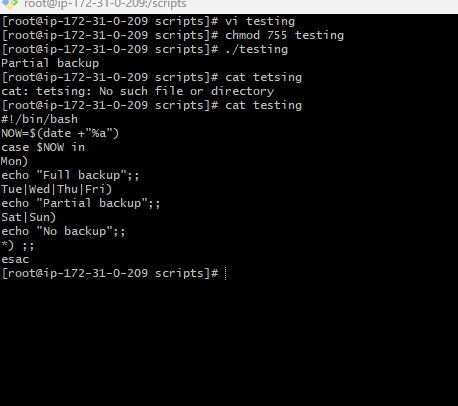 root@ip-172-31-0-209:/scripts
[root@ip-172-31-0-209 scripts]# vi testing
[root@ip-172-31-0-209 scripts]# chmod 755 testing
[root@ip-172-31-0-209 scripts]# ./testing
Partial backup
[root@ip-172-31-0-209 scripts]# cat tetsing
cat: tetsing: No such file or directory
[root@ip-172-31-0-209 scripts]# cat testing
#!/bin/bash
NOW=$(date +"%a")
case $NOW in
Mon)
echo "Full backup";;
Tue|Wed|Thu|Fri)
echo "Partial backup";;
Sat|Sun)
echo "No backup";;
*) ;;
esac
[root@ip-172-31-0-209 scripts]#